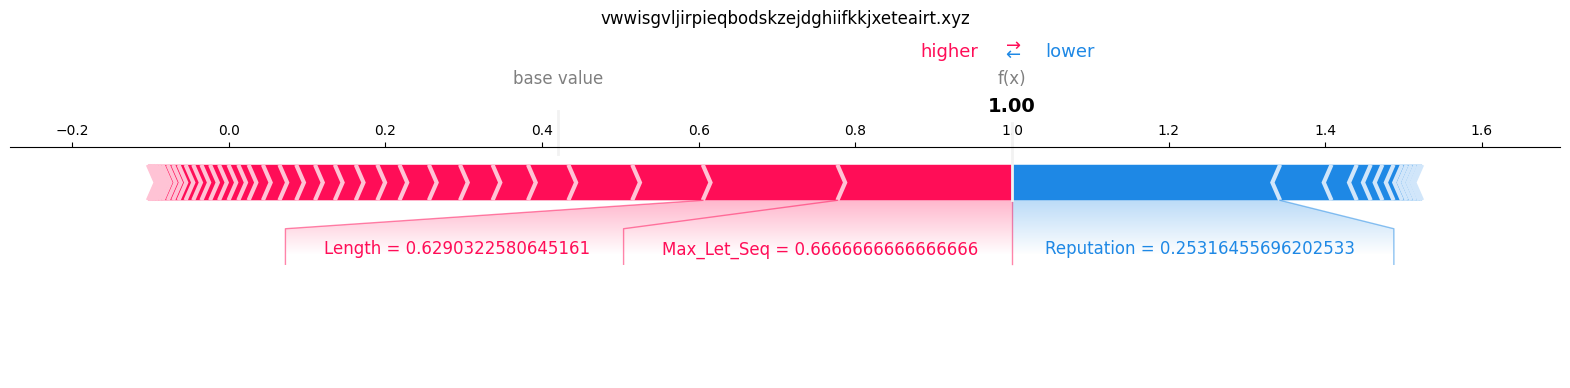 vwwisgvljirpieqbodskzejdghiifkkjxeteairt.xyz
higher ⇄ lower
base value f(x)
1.00
−0.2 0.0 0.2 0.4 0.6 0.8 1.0 1.2 1.4 1.6
Length = 0.6290322580645161 Max_Let_Seq = 0.6666666666666666 Reputation = 0.25316455696202533